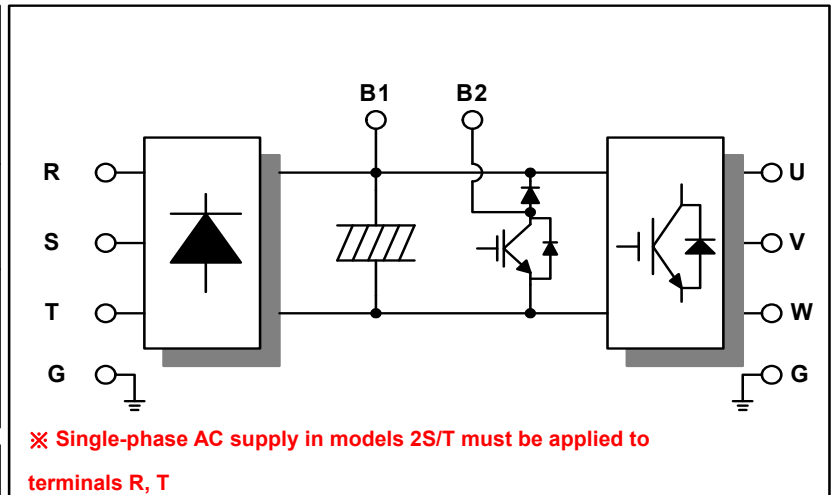 B1 B2
R U
S V
T W
G G
※ Single-phase AC supply in models 2S/T must be applied to
terminals R, T